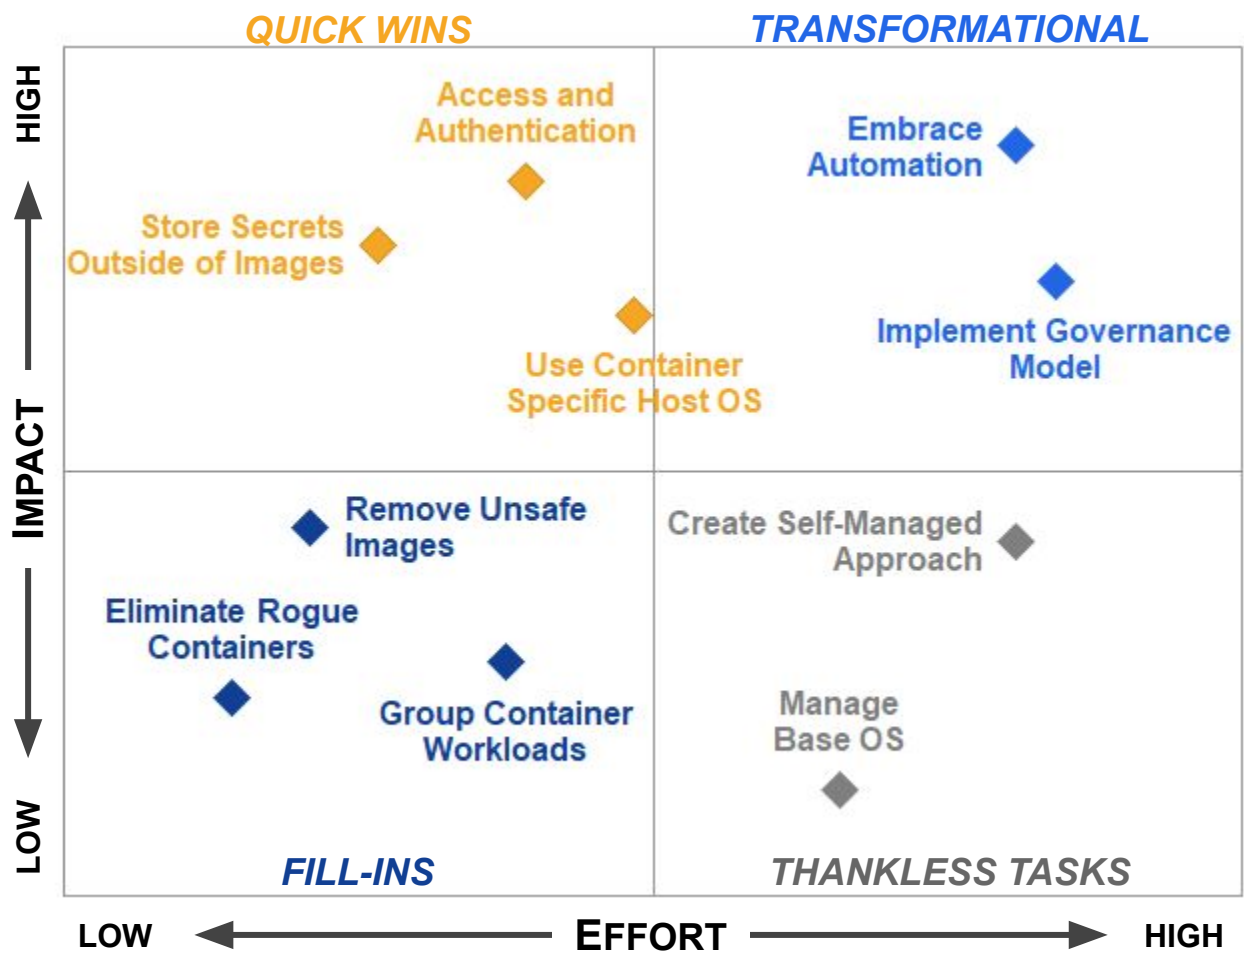 QUICK WINS
TRANSFORMATIONAL
HIGH
Access and
Authentication
Embrace
Automation
Store Secrets
Outside of Images
Implement Governance
Model
Use Container
Specific Host OS
IMPACT
Remove Unsafe
Images
Create Self-Managed
Approach
Eliminate Rogue
Containers
Group Container
Workloads
Manage
Base OS
LOW
FILL-INS
THANKLESS TASKS
LOW
EFFORT
HIGH